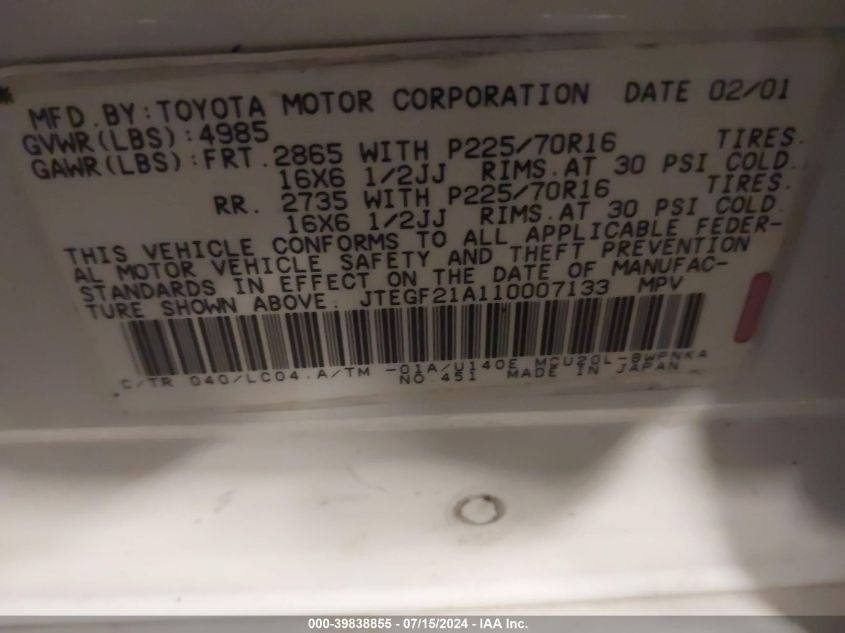 MFD. BY: TOYOTA MOTOR CORPORATION DATE 02/01
GVWR(LBS): 4985
GAWR(LBS): FRT. 2865 WITH P225/70R16 TIRES.
16X6 1/2JJ RIMS. AT 30 PSI COLD.
RR. 2735 WITH P225/70R16 TIRES.
16X6 1/2JJ RIMS. AT 30 PSI COLD.
THIS VEHICLE CONFORMS TO ALL APPLICABLE FEDER-
AL MOTOR VEHICLE SAFETY AND THEFT PREVENTION
STANDARDS IN EFFECT ON THE DATE OF MANUFAC-
TURE SHOWN ABOVE. JTEGF21A110007133 MPV
C/TR 040/LC04. A/TM -01A/U140E MCU20L-BWPNKA
NO.451 MADE IN JAPAN
000-39838855 - 07/15/2024 - IAA Inc.